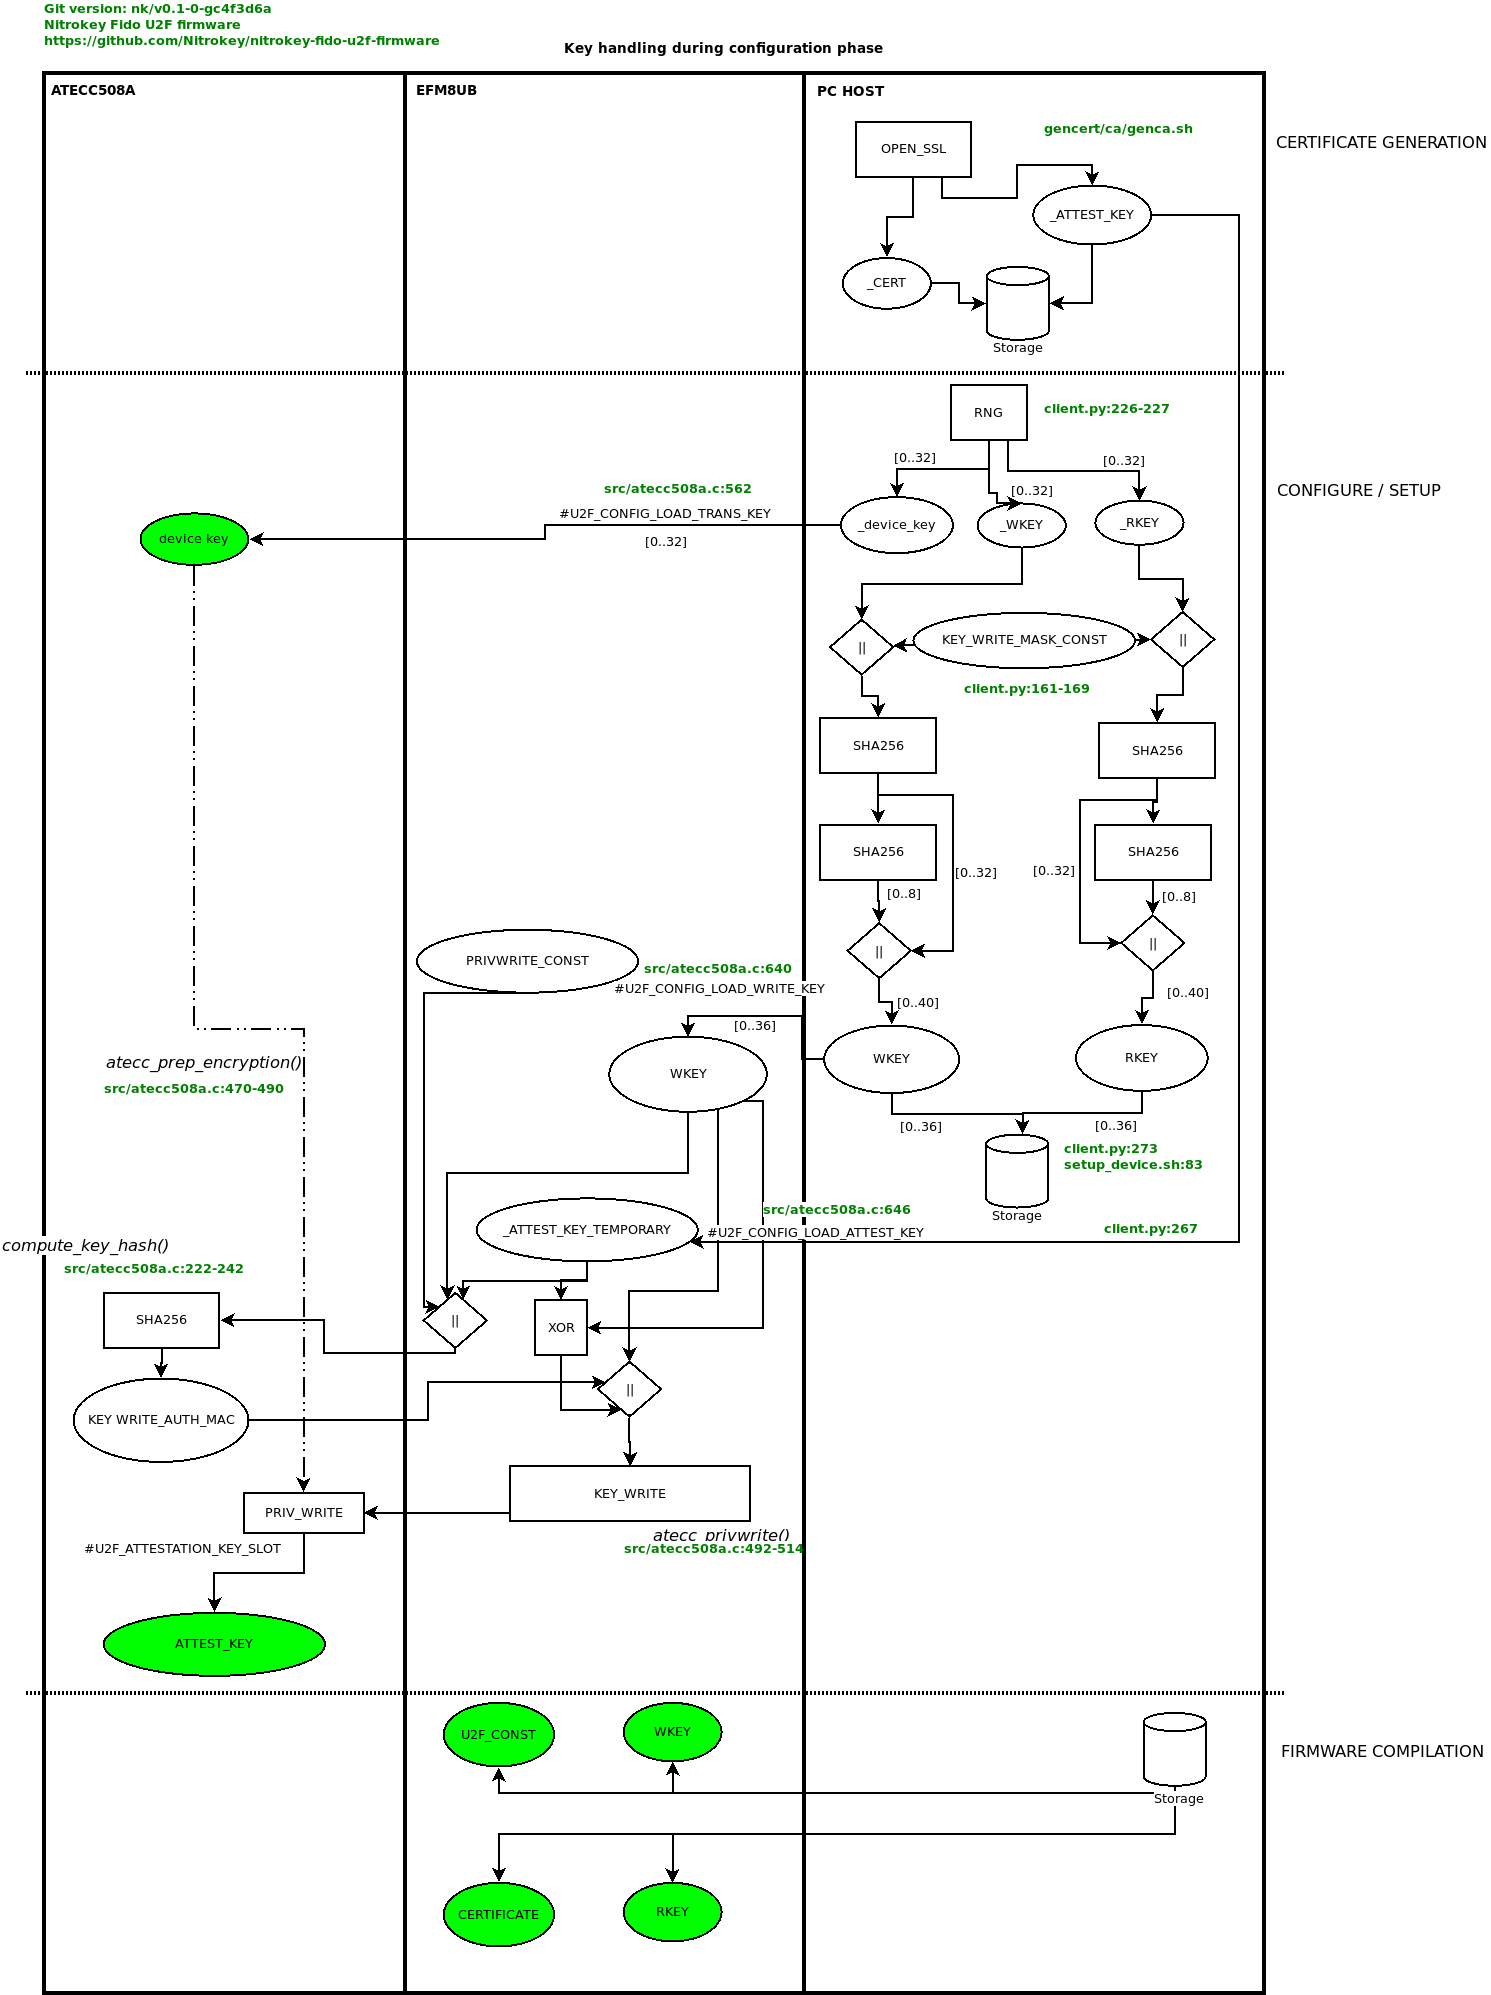 Git version: nk/v0.1-0-gc4f3d6a
Nitrokey Fido U2F firmware
https://github.com/Nitrokey/nitrokey-fido-u2f-firmware
Key handling during configuration phase
ATECC508A
EFM8UB
PC HOST
gencert/ca/genca.sh
CERTIFICATE GENERATION
OPEN_SSL
_ATTEST_KEY
_CERT
Storage
RNG
client.py:226-227
[0..32]
[0..32]
[0..32]
src/atecc508a.c:562
CONFIGURE / SETUP
#U2F_CONFIG_LOAD_TRANS_KEY
_device_key
_WKEY
_RKEY
device key
[0..32]
||
KEY_WRITE_MASK_CONST
||
client.py:161-169
SHA256
SHA256
SHA256
SHA256
[0..32]
[0..32]
[0..8]
[0..8]
||
||
PRIVWRITE_CONST
src/atecc508a.c:640
#U2F_CONFIG_LOAD_WRITE_KEY
[0..40]
[0..40]
[0..36]
WKEY
WKEY
RKEY
atecc_prep_encryption()
src/atecc508a.c:470-490
[0..36]
[0..36]
client.py:273
setup_device.sh:83
Storage
src/atecc508a.c:646
_ATTEST_KEY_TEMPORARY
#U2F_CONFIG_LOAD_ATTEST_KEY
client.py:267
compute_key_hash()
src/atecc508a.c:222-242
SHA256
||
XOR
||
KEY WRITE_AUTH_MAC
KEY_WRITE
PRIV_WRITE
atecc_privwrite()
src/atecc508a.c:492-514
#U2F_ATTESTATION_KEY_SLOT
ATTEST_KEY
U2F_CONST
WKEY
FIRMWARE COMPILATION
Storage
CERTIFICATE
RKEY